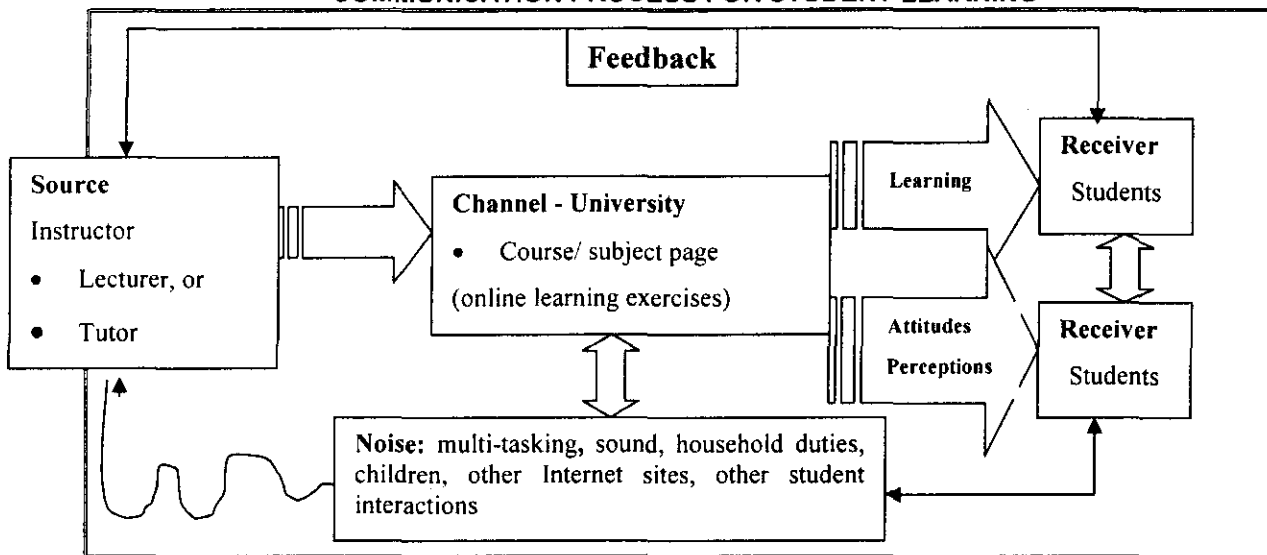 Feedback
Source
Instructor
• Lecturer, or
• Tutor
Channel - University
• Course/ subject page
(online learning exercises)
Learning
Attitudes
Perceptions
Receiver
Students
Receiver
Students
Noise: multi-tasking, sound, household duties,
children, other Internet sites, other student
interactions